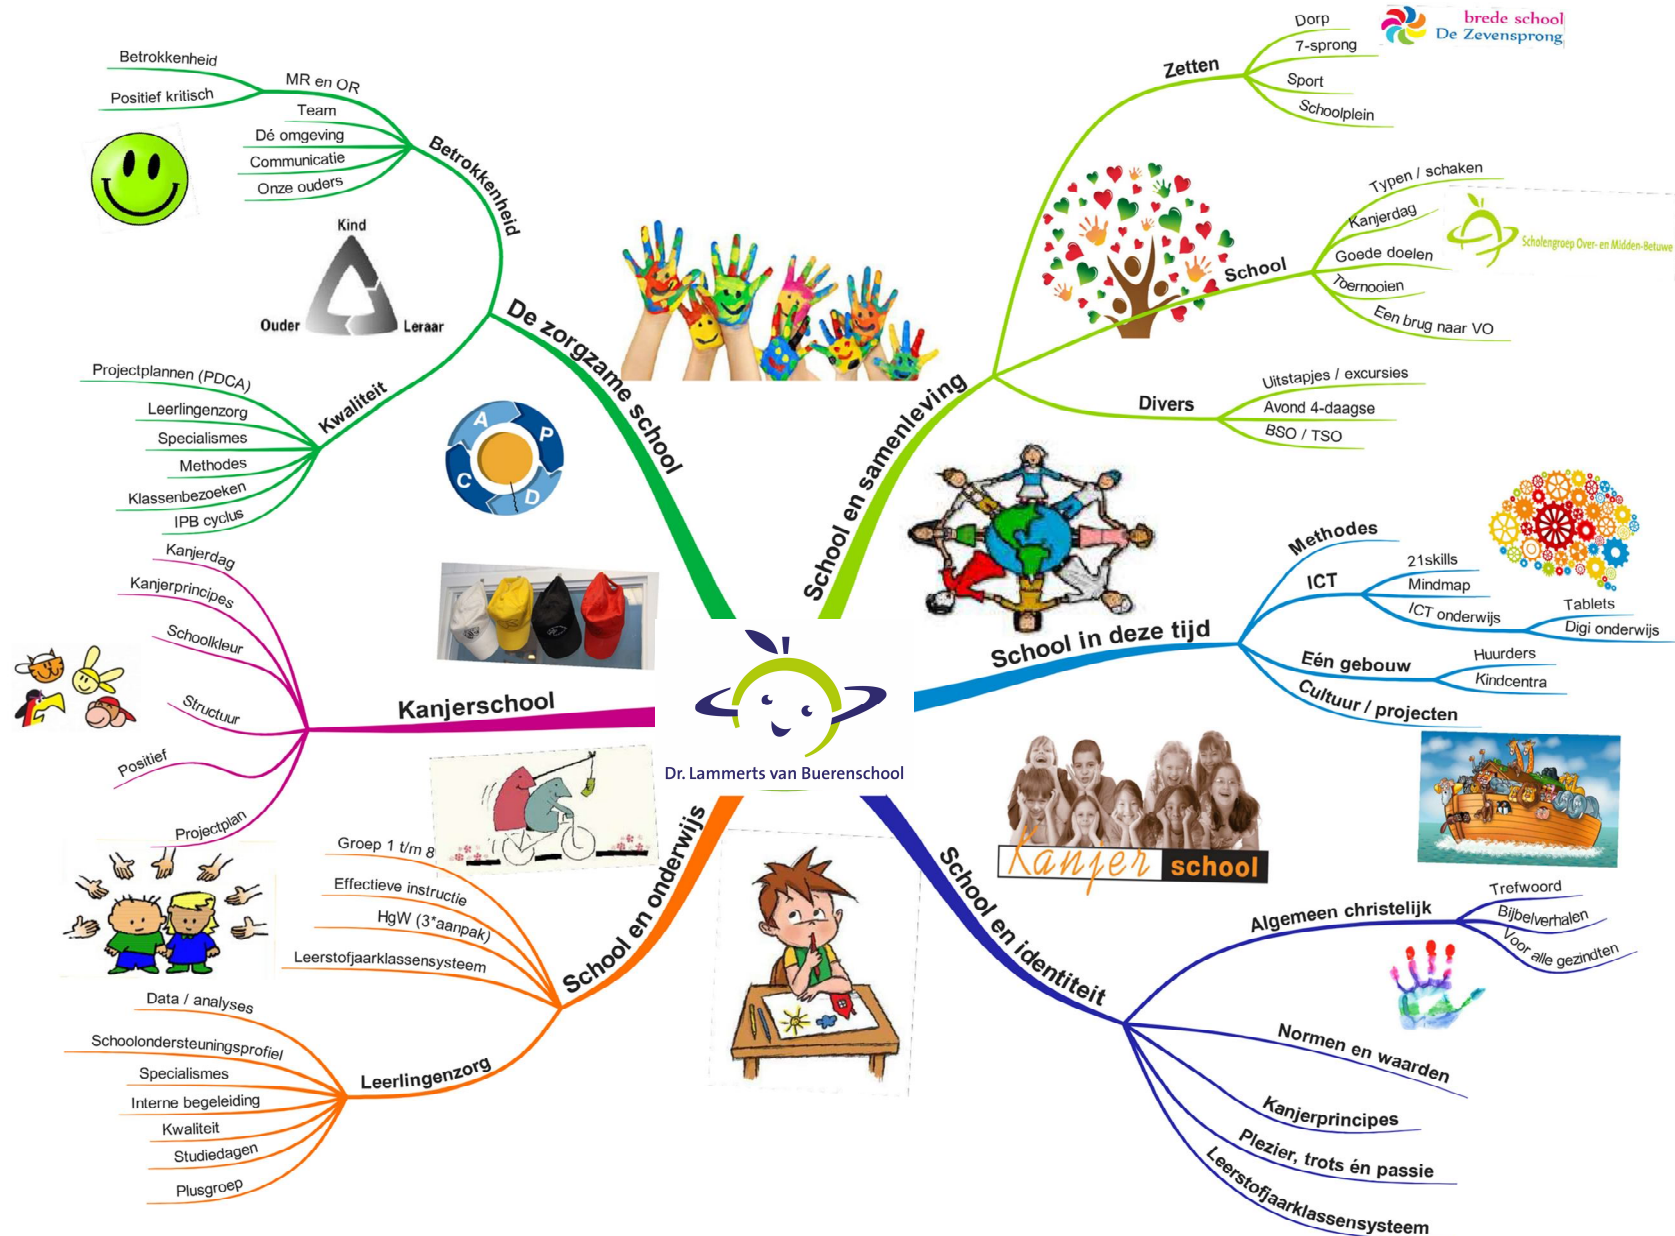 Betrokkenheid
Positief kritisch
MR en OR
Team
Dé omgeving
Communicatie
Onze ouders
Betrokkenheid
Kind
Ouder
Leraar
De zorgzame school
Projectplannen (PDCA)
Leerlingenzorg
Specialismes
Methodes
Klassenbezoeken
IPB cyclus
Kwaliteit
A
P
C
D
Kanjerdag
Kanjerprincipes
Schoolkleur
Structuur
Positief
Projectplan
Kanjerschool
Groep 1 t/m 8
Effectieve instructie
HgW (3*aanpak)
Leerstofjaarklassensysteem
School en onderwijs
Data / analyses
Schoolondersteuningsprofiel
Specialismes
Interne begeleiding
Kwaliteit
Studiedagen
Plusgroep
Leerlingenzorg
Dr. Lammerts van Buerenschool
School en samenleving
Zetten
Dorp
7-sprong
Sport
Schoolplein
brede school
De Zevensprong
School
Typen / schaken
Kanjerdag
Goede doelen
Toernooien
Een brug naar VO
Scholengroep Over- en Midden-Betuwe
Divers
Uitstapjes / excursies
Avond 4-daagse
BSO / TSO
School in deze tijd
Methodes
ICT
21skills
Mindmap
ICT onderwijs
Tablets
Digi onderwijs
Eén gebouw
Huurders
Kindcentra
Cultuur / projecten
Kanjer school
School en identiteit
Algemeen christelijk
Trefwoord
Bijbelverhalen
Voor alle gezindten
Normen en waarden
Kanjerprincipes
Plezier, trots én passie
Leerstofjaarklassensysteem